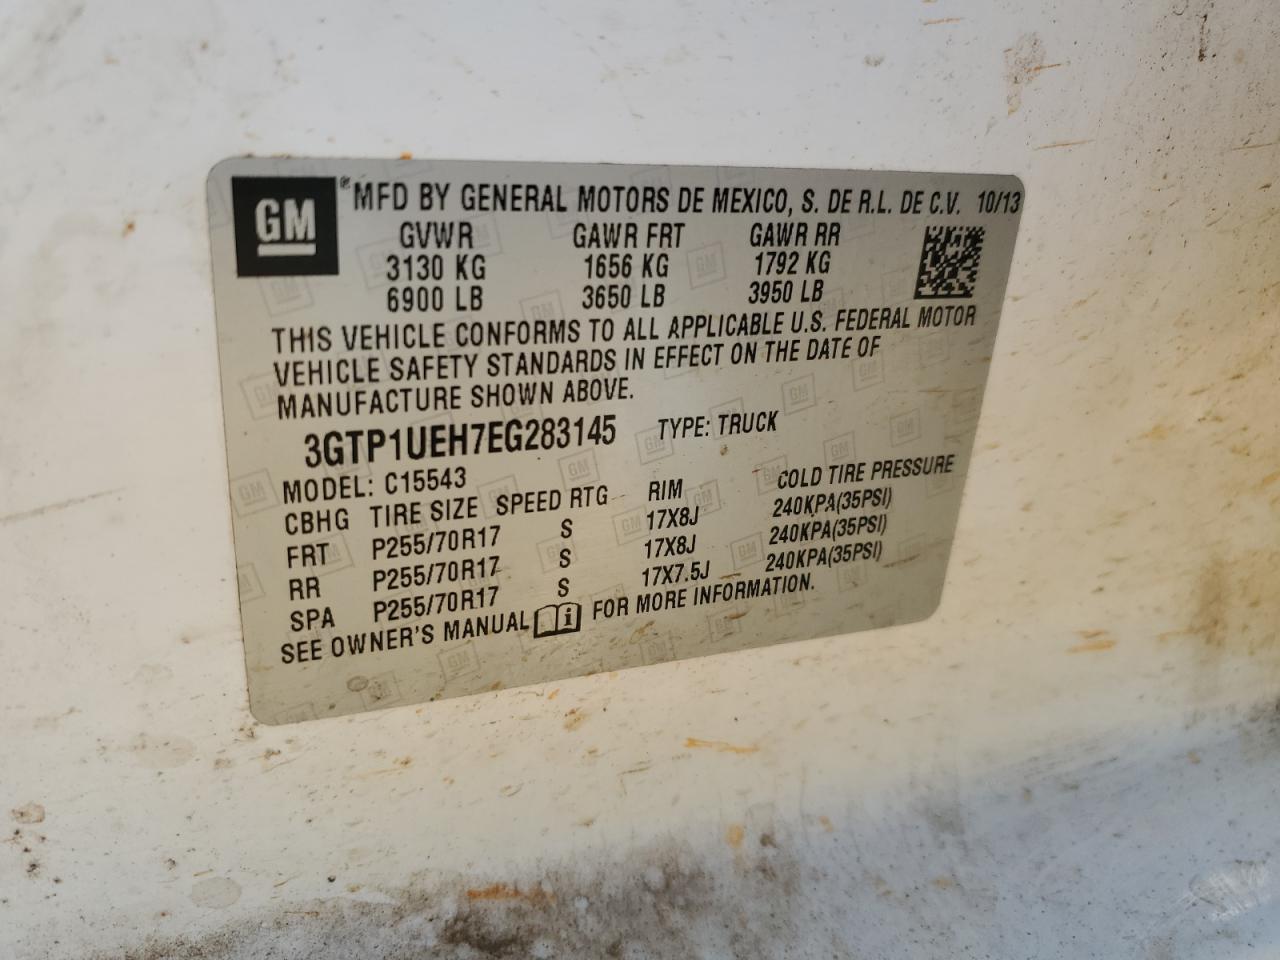 GM ® MFD BY GENERAL MOTORS DE MEXICO, S. DE R.L. DE C.V. 10/13
GVWR GAWR FRT GAWR RR
3130 KG 1656 KG 1792 KG
6900 LB 3650 LB 3950 LB
THIS VEHICLE CONFORMS TO ALL APPLICABLE U.S. FEDERAL MOTOR
VEHICLE SAFETY STANDARDS IN EFFECT ON THE DATE OF
MANUFACTURE SHOWN ABOVE.
3GTP1UEH7EG283145 TYPE: TRUCK
MODEL: C15543
CBHG TIRE SIZE SPEED RTG RIM COLD TIRE PRESSURE
FRT P255/70R17 S 17X8J 240KPA(35PSI)
RR P255/70R17 S 17X8J 240KPA(35PSI)
SPA P255/70R17 S 17X7.5J 240KPA(35PSI)
SEE OWNER'S MANUAL i FOR MORE INFORMATION.